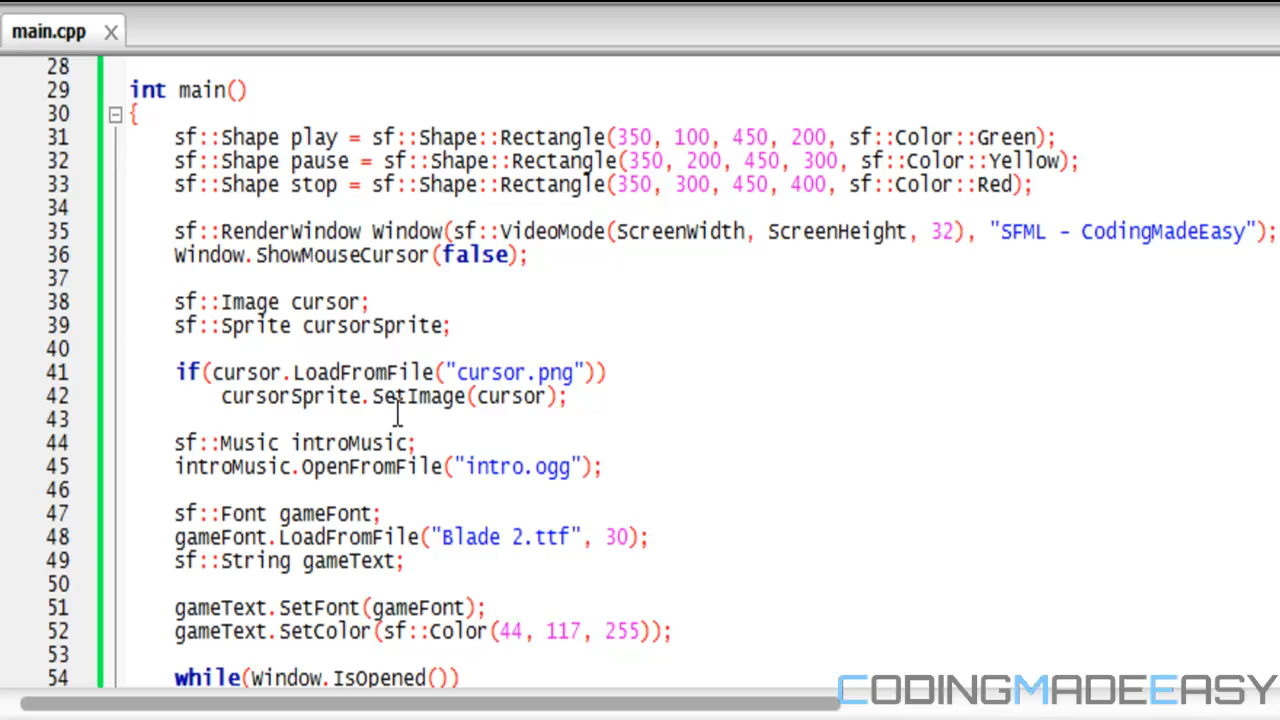 main.cpp
28
29 int main()
30 {
31 sf::Shape play = sf::Shape::Rectangle(350, 100, 450, 200, sf::Color::Green);
32 sf::Shape pause = sf::Shape::Rectangle(350, 200, 450, 300, sf::Color::Yellow);
33 sf::Shape stop = sf::Shape::Rectangle(350, 300, 450, 400, sf::Color::Red);
34
35 sf::RenderWindow Window(sf::VideoMode(ScreenWidth, ScreenHeight, 32), "SFML - CodingMadeEasy");
36 Window.ShowMouseCursor(false);
37
38 sf::Image cursor;
39 sf::Sprite cursorSprite;
40
41 if(cursor.LoadFromFile("cursor.png"))
42 cursorSprite.SetImage(cursor);
43
44 sf::Music introMusic;
45 introMusic.OpenFromFile("intro.ogg");
46
47 sf::Font gameFont;
48 gameFont.LoadFromFile("Blade 2.ttf", 30);
49 sf::String gameText;
50
51 gameText.SetFont(gameFont);
52 gameText.SetColor(sf::Color(44, 117, 255));
53
54 while(Window.IsOpened())
CODINGMADEEASY